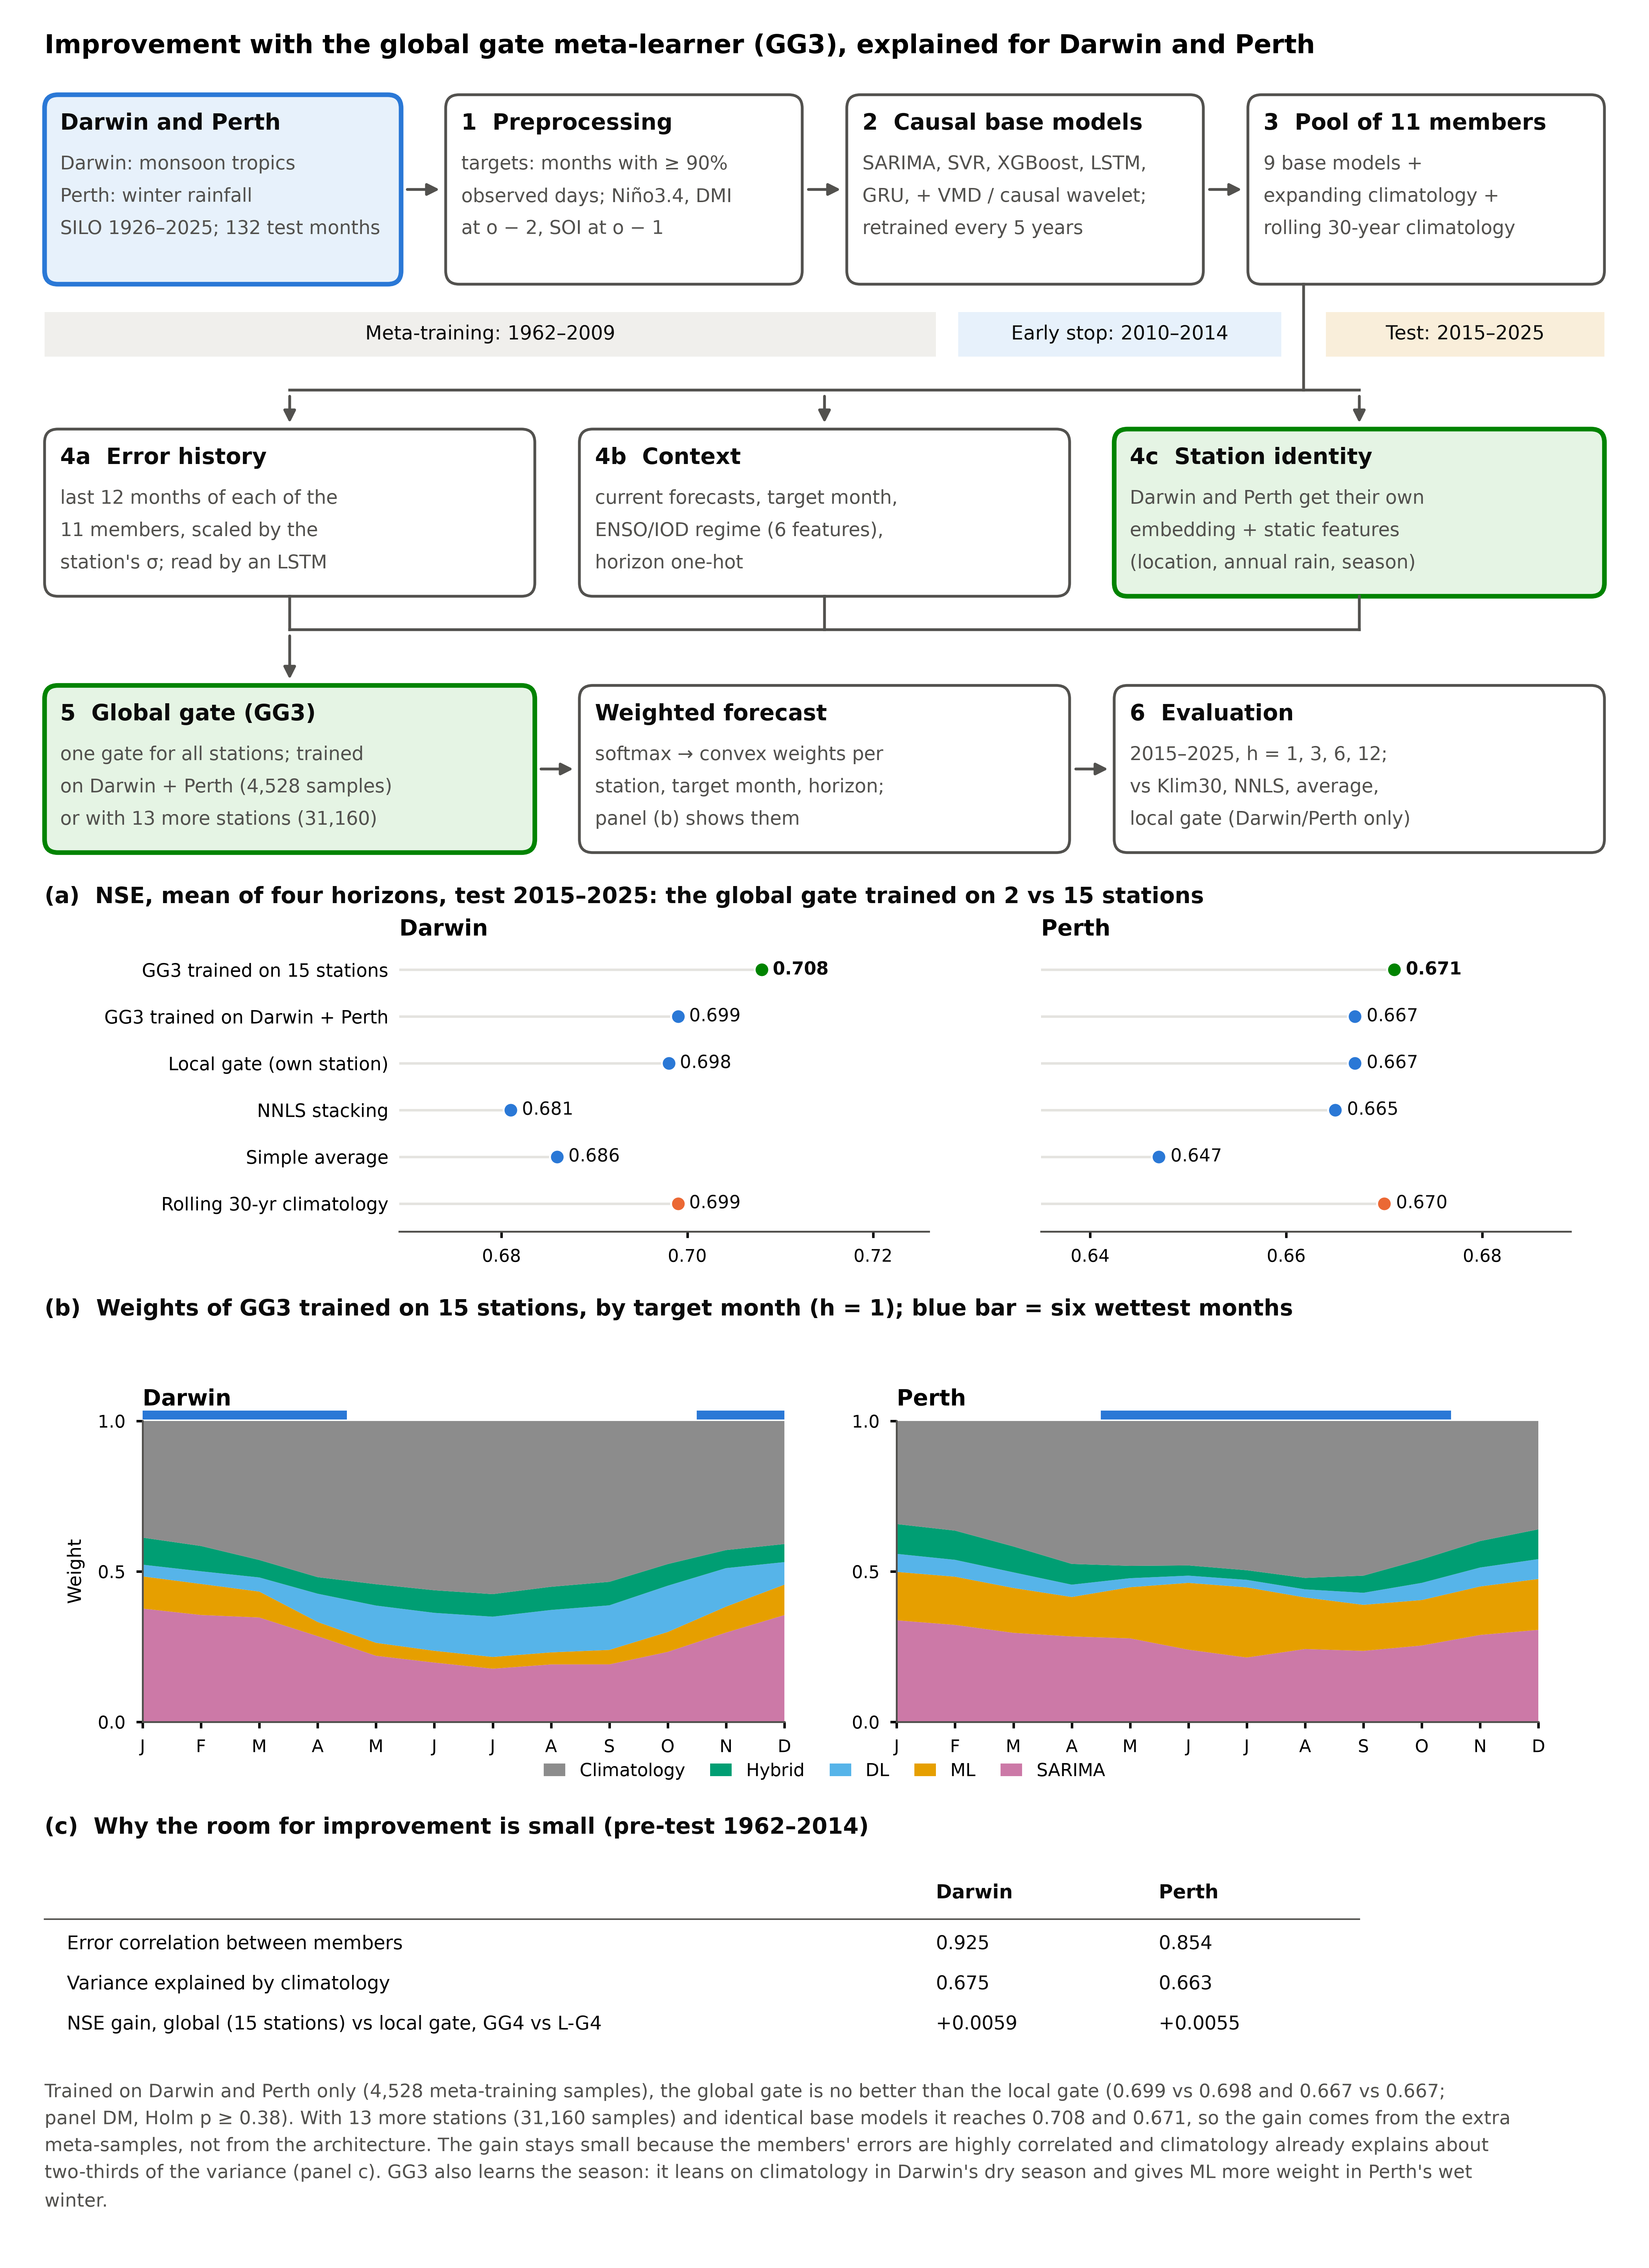 Improvement with the global gate meta-learner (GG3), explained for Darwin and Perth
Darwin and Perth
Darwin: monsoon tropics
Perth: winter rainfall
SILO 1926–2025; 132 test months
1 Preprocessing
targets: months with ≥ 90%
observed days; Niño3.4, DMI
at o − 2, SOI at o − 1
2 Causal base models
SARIMA, SVR, XGBoost, LSTM,
GRU, + VMD / causal wavelet;
retrained every 5 years
3 Pool of 11 members
9 base models +
expanding climatology +
rolling 30-year climatology
Meta-training: 1962–2009
Early stop: 2010–2014
Test: 2015–2025
4a Error history
last 12 months of each of the
11 members, scaled by the
station's σ; read by an LSTM
4b Context
current forecasts, target month,
ENSO/IOD regime (6 features),
horizon one-hot
4c Station identity
Darwin and Perth get their own
embedding + static features
(location, annual rain, season)
5 Global gate (GG3)
one gate for all stations; trained
on Darwin + Perth (4,528 samples)
or with 13 more stations (31,160)
Weighted forecast
softmax → convex weights per
station, target month, horizon;
panel (b) shows them
6 Evaluation
2015–2025, h = 1, 3, 6, 12;
vs Klim30, NNLS, average,
local gate (Darwin/Perth only)
(a) NSE, mean of four horizons, test 2015–2025: the global gate trained on 2 vs 15 stations
Darwin
Perth
GG3 trained on 15 stations 0.708 0.671
GG3 trained on Darwin + Perth 0.699 0.667
Local gate (own station) 0.698 0.667
NNLS stacking 0.681 0.665
Simple average 0.686 0.647
Rolling 30-yr climatology 0.699 0.670
0.68 0.70 0.72
0.64 0.66 0.68
(b) Weights of GG3 trained on 15 stations, by target month (h = 1); blue bar = six wettest months
Darwin
Weight
1.0
0.5
0.0
J F M A M J J A S O N D
Perth
1.0
0.5
0.0
J F M A M J J A S O N D
Climatology Hybrid DL ML SARIMA
(c) Why the room for improvement is small (pre-test 1962–2014)
Darwin Perth
Error correlation between members 0.925 0.854
Variance explained by climatology 0.675 0.663
NSE gain, global (15 stations) vs local gate, GG4 vs L-G4 +0.0059 +0.0055
Trained on Darwin and Perth only (4,528 meta-training samples), the global gate is no better than the local gate (0.699 vs 0.698 and 0.667 vs 0.667;
panel DM, Holm p ≥ 0.38). With 13 more stations (31,160 samples) and identical base models it reaches 0.708 and 0.671, so the gain comes from the extra
meta-samples, not from the architecture. The gain stays small because the members' errors are highly correlated and climatology already explains about
two-thirds of the variance (panel c). GG3 also learns the season: it leans on climatology in Darwin's dry season and gives ML more weight in Perth's wet
winter.